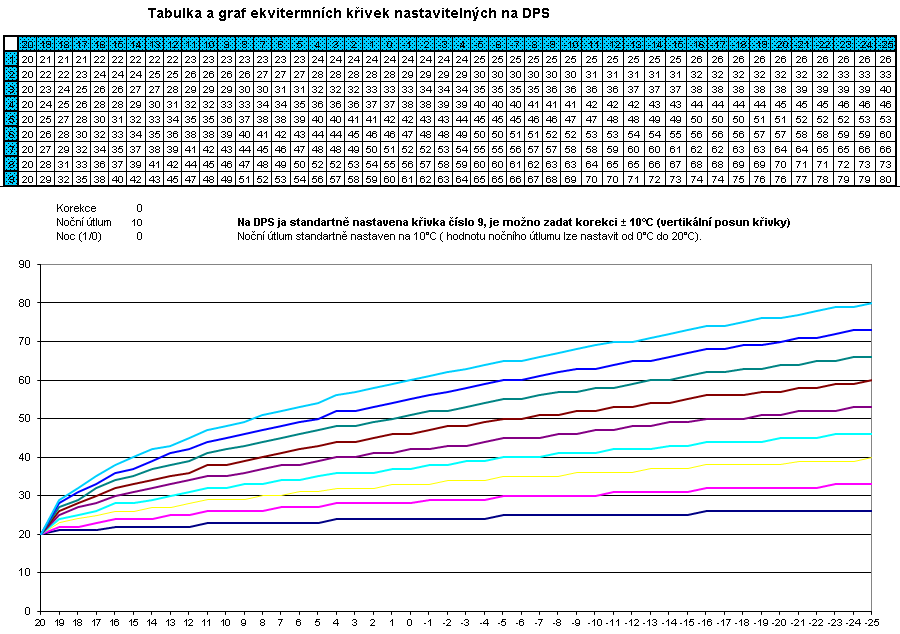 Tabulka a graf ekvitermních křivek nastavitelných na DPS
20 19 18 17 16 15 14 13 12 11 10 9 8 7 6 5 4 3 2 1 0 -1 -2 -3 -4 -5 -6 -7 -8 -9 -10 -11 -12 -13 -14 -15 -16 -17 -18 -19 -20 -21 -22 -23 -24 -25
1 20 21 21 21 22 22 22 22 22 23 23 23 23 23 23 23 24 24 24 24 24 24 24 24 24 25 25 25 25 25 25 25 25 25 25 25 26 26 26 26 26 26 26 26 26 26
2 20 22 22 23 24 24 24 25 25 26 26 26 26 27 27 27 28 28 28 28 28 29 29 29 29 30 30 30 30 30 30 31 31 31 31 31 32 32 32 32 32 32 32 33 33 33
3 20 23 24 25 26 26 27 27 28 29 29 29 30 30 31 31 32 32 32 33 33 33 34 34 34 35 35 35 35 36 36 36 36 37 37 37 38 38 38 38 38 39 39 39 39 40
4 20 24 25 26 28 28 29 30 31 32 32 33 33 34 34 35 36 36 36 37 37 38 38 39 39 40 40 40 41 41 41 42 42 42 43 43 44 44 44 44 45 45 45 46 46 46
5 20 25 27 28 30 31 32 33 34 35 35 36 37 38 38 39 40 40 41 41 42 42 43 43 44 45 45 45 46 46 47 47 48 48 49 49 50 50 50 51 51 52 52 52 53 53
6 20 26 28 30 32 33 34 35 36 38 38 39 40 41 42 43 44 44 45 46 46 47 48 48 49 50 50 51 51 52 52 53 53 54 54 55 56 56 56 57 57 58 58 59 59 60
7 20 27 29 32 34 35 37 38 39 41 42 43 44 45 46 47 48 48 49 50 51 52 52 53 54 55 55 56 57 57 58 58 59 60 60 61 62 62 63 63 64 64 65 65 66 66
8 20 28 31 33 36 37 39 41 42 44 45 46 47 48 49 50 52 52 53 54 55 56 57 58 59 60 60 61 62 63 63 64 65 65 66 67 68 68 69 69 70 71 71 72 73 73
9 20 29 32 35 38 40 42 43 45 47 48 49 51 52 53 54 56 57 58 59 60 61 62 63 64 65 65 66 67 68 69 70 70 71 72 73 74 74 75 76 76 77 78 79 79 80
Korekce 0
Noční útlum 10 Na DPS ja standartně nastavena křivka číslo 9, je možno zadat korekci ± 10°C (vertikální posun křivky)
Noc (1/0) 0 Noční útlum standartně nastaven na 10°C ( hodnotu nočního útlumu lze nastavit od 0°C do 20°C).
90
80
70
60
50
40
30
20
10
0
20 19 18 17 16 15 14 13 12 11 10 9 8 7 6 5 4 3 2 1 0 -1 -2 -3 -4 -5 -6 -7 -8 -9 -10 -11 -12 -13 -14 -15 -16 -17 -18 -19 -20 -21 -22 -23 -24 -25